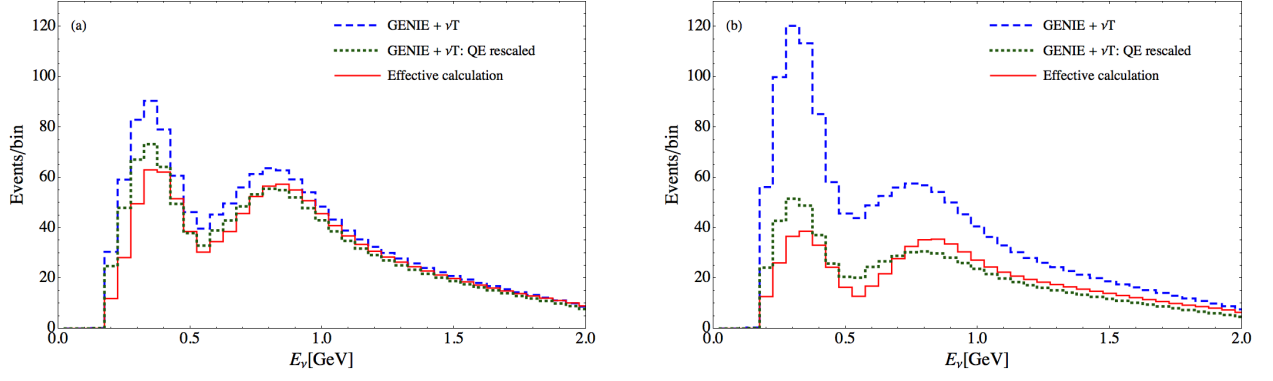 (a)
GENIE + νT
GENIE + νT: QE rescaled
Effective calculation
Events/bin
120
100
80
60
40
20
0
0.0 0.5 1.0 1.5 2.0
Eν[GeV]
(b)
GENIE + νT
GENIE + νT: QE rescaled
Effective calculation
Events/bin
120
100
80
60
40
20
0
0.0 0.5 1.0 1.5 2.0
Eν[GeV]